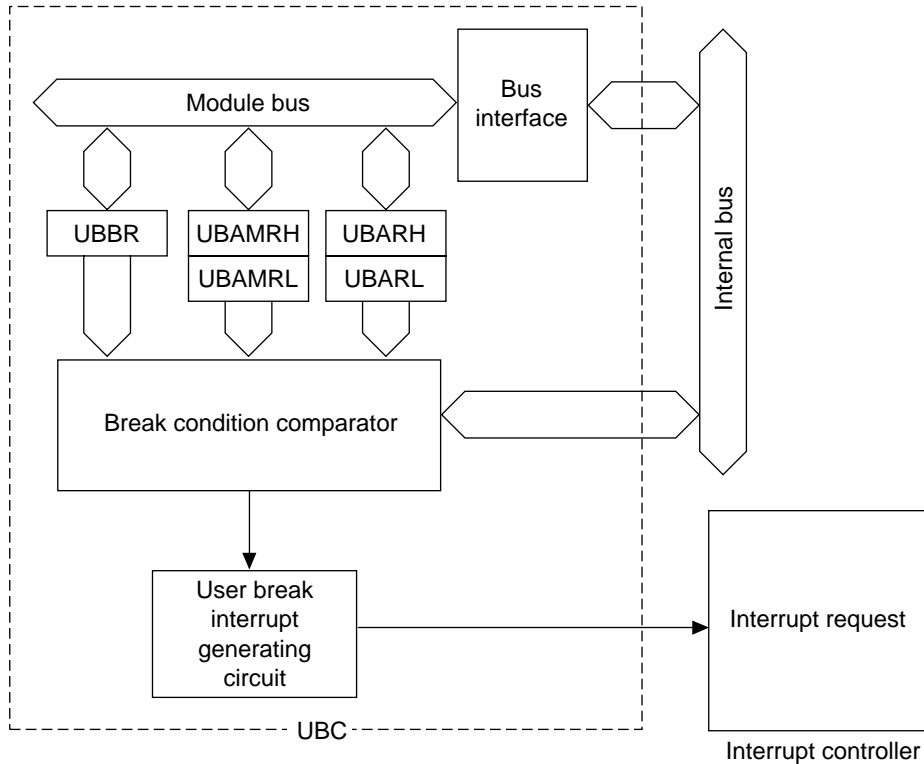 Module bus
Bus
interface
Internal bus
UBBR
UBAMRH
UBARH
UBAMRL
UBARL
Break condition comparator
User break
interrupt
generating
circuit
Interrupt request
UBC
Interrupt controller